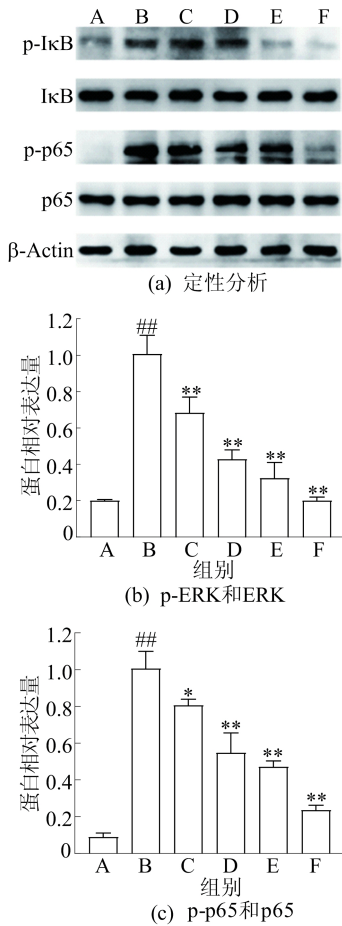 A B C D E F
p-IκB
IκB
p-p65
p65
β-Actin
(a) 定性分析
蛋白相对表达量
1.2
1.0
0.8
0.6
0.4
0.2
0
##
**
**
**
**
A B C D E F
组别
(b) p-ERK和ERK
蛋白相对表达量
1.2
1.0
0.8
0.6
0.4
0.2
0
##
*
**
**
**
A B C D E F
组别
(c) p-p65和p65